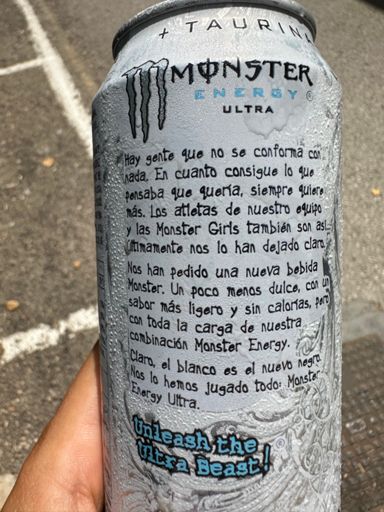 + TAURIN
MONSTER
ENERGY ®
ULTRA
Hay gente que no se conforma con
nada. En cuanto consigue lo que
pensaba que quería, siempre quiere
más. Los atletas de nuestro equipo
y las Monster Girls también son así.
Últimamente nos lo han dejado claro.
Nos han pedido una nueva bebida
Monster. Un poco menos dulce, con un
sabor más ligero y sin calorías, pero
con toda la carga de nuestra
combinación Monster Energy.
Claro, el blanco es el nuevo negro.
Nos lo hemos jugado todo: Monster
Energy Ultra.
Unleash the
Ultra Beast! ®